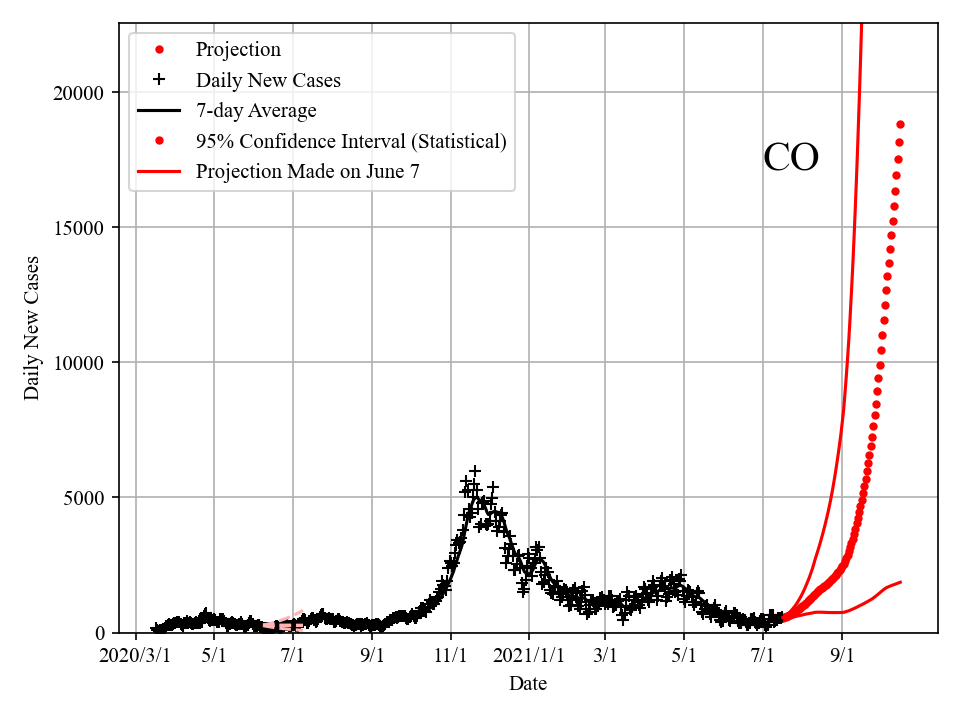 Projection
Daily New Cases
7-day Average
95% Confidence Interval (Statistical)
Projection Made on June 7
CO
Daily New Cases
20000
15000
10000
5000
0
2020/3/1 5/1 7/1 9/1 11/1 2021/1/1 3/1 5/1 7/1 9/1
Date